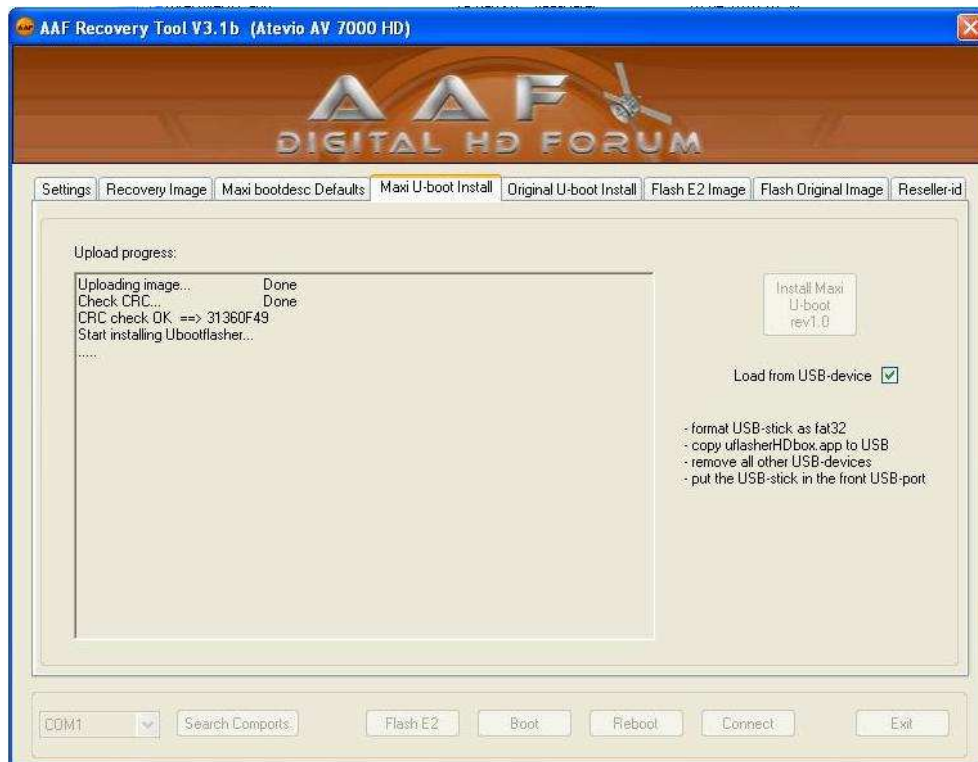 AAF Recovery Tool V3.1b (Atevio AV 7000 HD)
AAF
DIGITAL HD FORUM
Settings
Recovery Image
Maxi bootdesc Defaults
Maxi U-boot Install
Original U-boot Install
Flash E2 Image
Flash Original Image
Reseller-id
Upload progress:
Uploading image... Done
Check CRC... Done
CRC check OK ==> 31360F49
Start installing Ubootflasher...
.....
Install Maxi
U-boot
rev1.0
Load from USB-device
- format USB-stick as fat32
- copy uflasherHDbox.app to USB
- remove all other USB-devices
- put the USB-stick in the front USB-port
COM1
Search Comports
Flash E2
Boot
Reboot
Connect
Exit